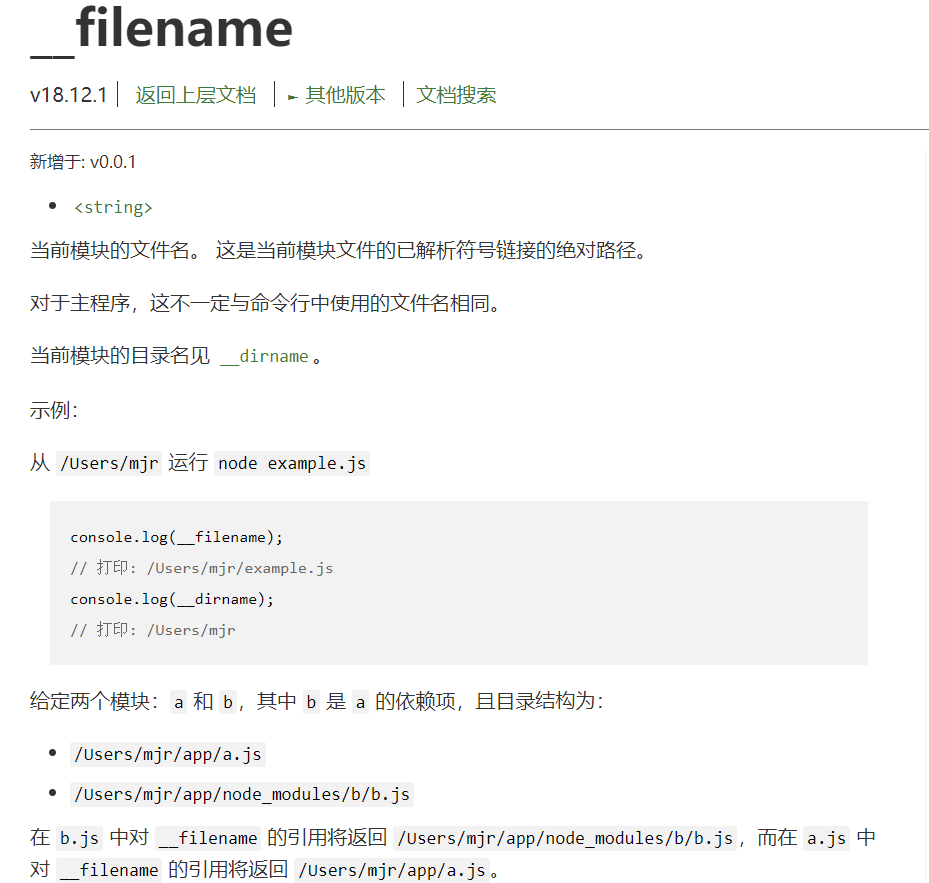 __filename
v18.12.1 返回上层文档 ► 其他版本 文档搜索
新增于: v0.0.1
<string>
当前模块的文件名。 这是当前模块文件的已解析符号链接的绝对路径。
对于主程序，这不一定与命令行中使用的文件名相同。
当前模块的目录名见 __dirname。
示例：
从 /Users/mjr 运行 node example.js
console.log(__filename);
// 打印: /Users/mjr/example.js
console.log(__dirname);
// 打印: /Users/mjr
给定两个模块：a 和 b，其中 b 是 a 的依赖项，且目录结构为：
/Users/mjr/app/a.js
/Users/mjr/app/node_modules/b/b.js
在 b.js 中对 __filename 的引用将返回 /Users/mjr/app/node_modules/b/b.js，而在 a.js 中
对 __filename 的引用将返回 /Users/mjr/app/a.js。